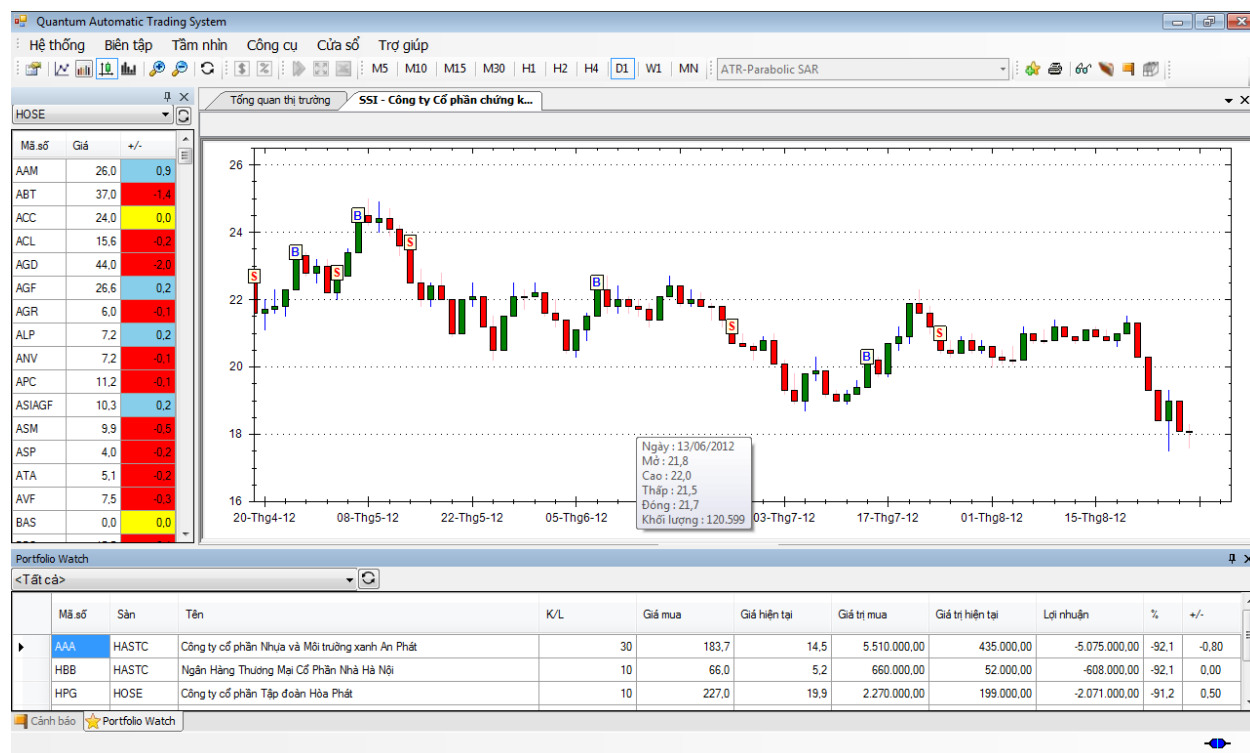 Quantum Automatic Trading System
Hệ thống Biên tập Tầm nhìn Công cụ Cửa sổ Trợ giúp
$ % M5 M10 M15 M30 H1 H2 H4 D1 W1 MN ATR-Parabolic SAR
HOSE
Mã.số Giá +/-
AAM 26,0 0,9
ABT 37,0 -1,4
ACC 24,0 0,0
ACL 15,6 -0,2
AGD 44,0 -2,0
AGF 26,6 0,2
AGR 6,0 -0,1
ALP 7,2 0,2
ANV 7,2 -0,1
APC 11,2 -0,1
ASIAGF 10,3 0,2
ASM 9,9 -0,5
ASP 4,0 -0,2
ATA 5,1 -0,2
AVF 7,5 -0,3
BAS 0,0 0,0
Tổng quan thị trường SSI - Công ty Cổ phần chứng k...
26
24
22
20
18
16
S B S B S B S B S
20-Thg4-12 08-Thg5-12 22-Thg5-12 05-Thg6-12 03-Thg7-12 17-Thg7-12 01-Thg8-12 15-Thg8-12
Ngày : 13/06/2012
Mở : 21,8
Cao : 22,0
Thấp : 21,5
Đóng : 21,7
Khối lượng : 120.599
Portfolio Watch
<Tất cả>
Mã.số Sàn Tên K/L Giá mua Giá hiện tại Giá trị mua Giá trị hiện tại Lợi nhuận % +/-
AAA HASTC Công ty cổ phần Nhựa và Môi trường xanh An Phát 30 183,7 14,5 5.510.000,00 435.000,00 -5.075.000,00 -92,1 -0,80
HBB HASTC Ngân Hàng Thương Mại Cổ Phần Nhà Hà Nội 10 66,0 5,2 660.000,00 52.000,00 -608.000,00 -92,1 0,00
HPG HOSE Công ty cổ phần Tập đoàn Hòa Phát 10 227,0 19,9 2.270.000,00 199.000,00 -2.071.000,00 -91,2 0,50
Cảnh báo Portfolio Watch